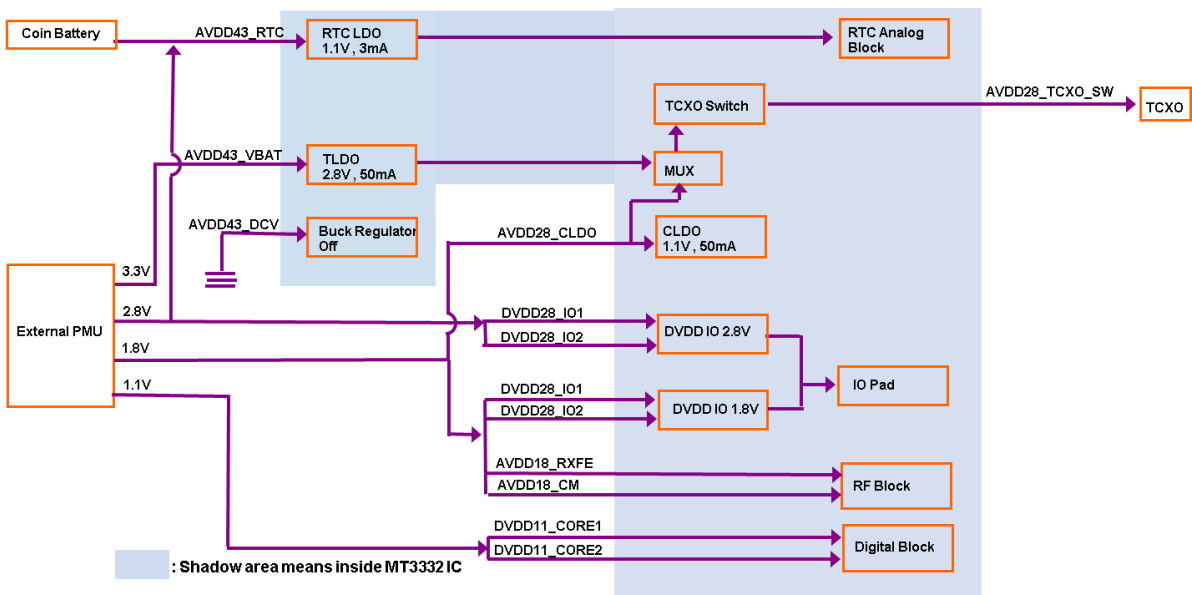 Coin Battery
AVDD43_RTC
RTC LDO
1.1V , 3mA
RTC Analog
Block
TCXO Switch
AVDD28_TCXO_SW
TCXO
AVDD43_VBAT
TLDO
2.8V , 50mA
MUX
AVDD43_DCV
Buck Regulator
Off
AVDD28_CLDO
CLDO
1.1V , 50mA
External PMU
3.3V
2.8V
1.8V
1.1V
DVDD28_IO1
DVDD28_IO2
DVDD IO 2.8V
DVDD28_IO1
DVDD28_IO2
DVDD IO 1.8V
IO Pad
AVDD18_RXFE
AVDD18_CM
RF Block
DVDD11_CORE1
DVDD11_CORE2
Digital Block
: Shadow area means inside MT3332 IC